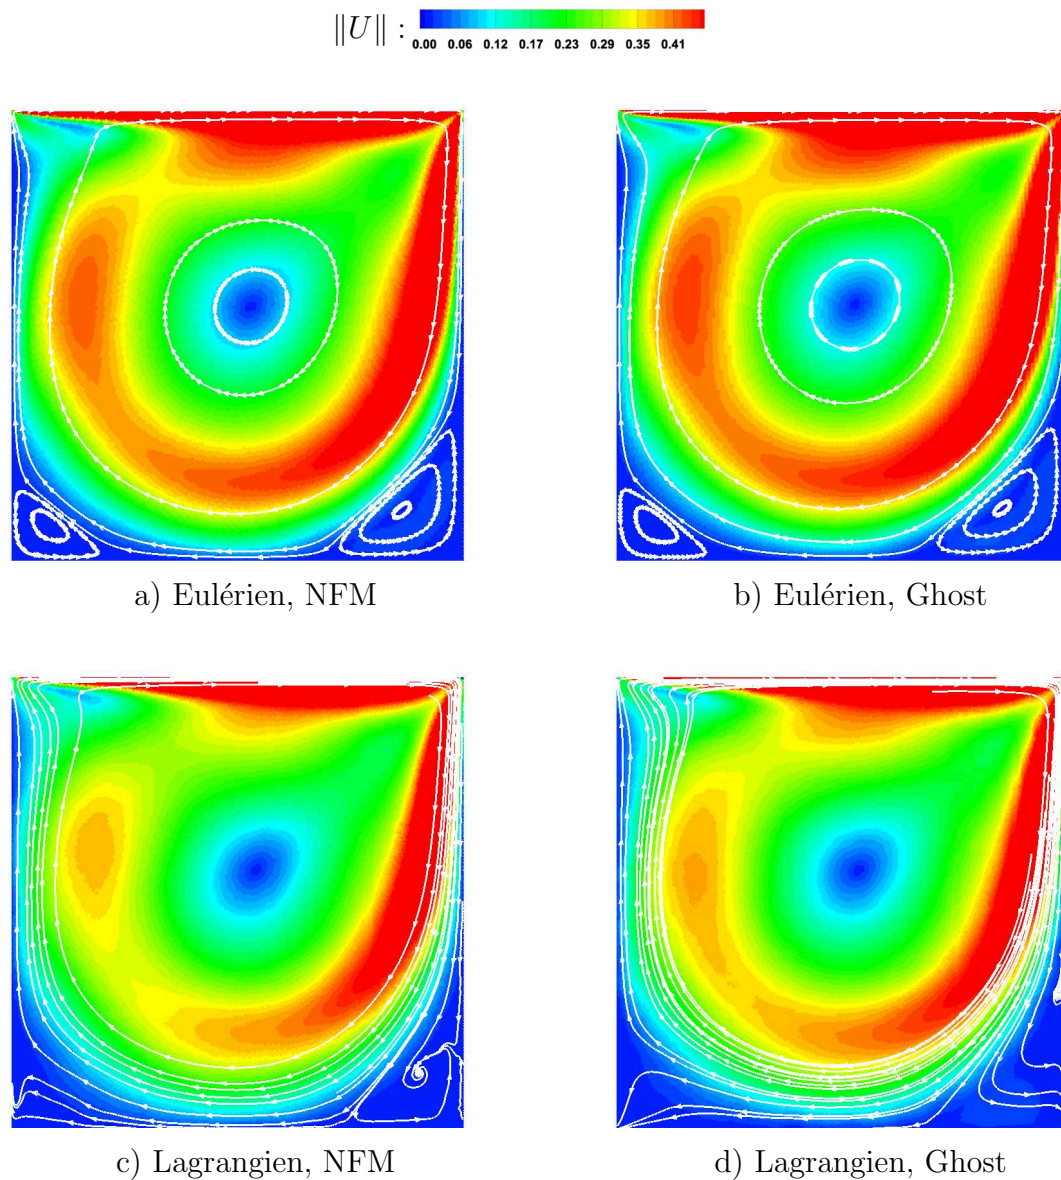 ‖U‖ :
0.00 0.06 0.12 0.17 0.23 0.29 0.35 0.41
a) Eulérien, NFM
b) Eulérien, Ghost
c) Lagrangien, NFM
d) Lagrangien, Ghost